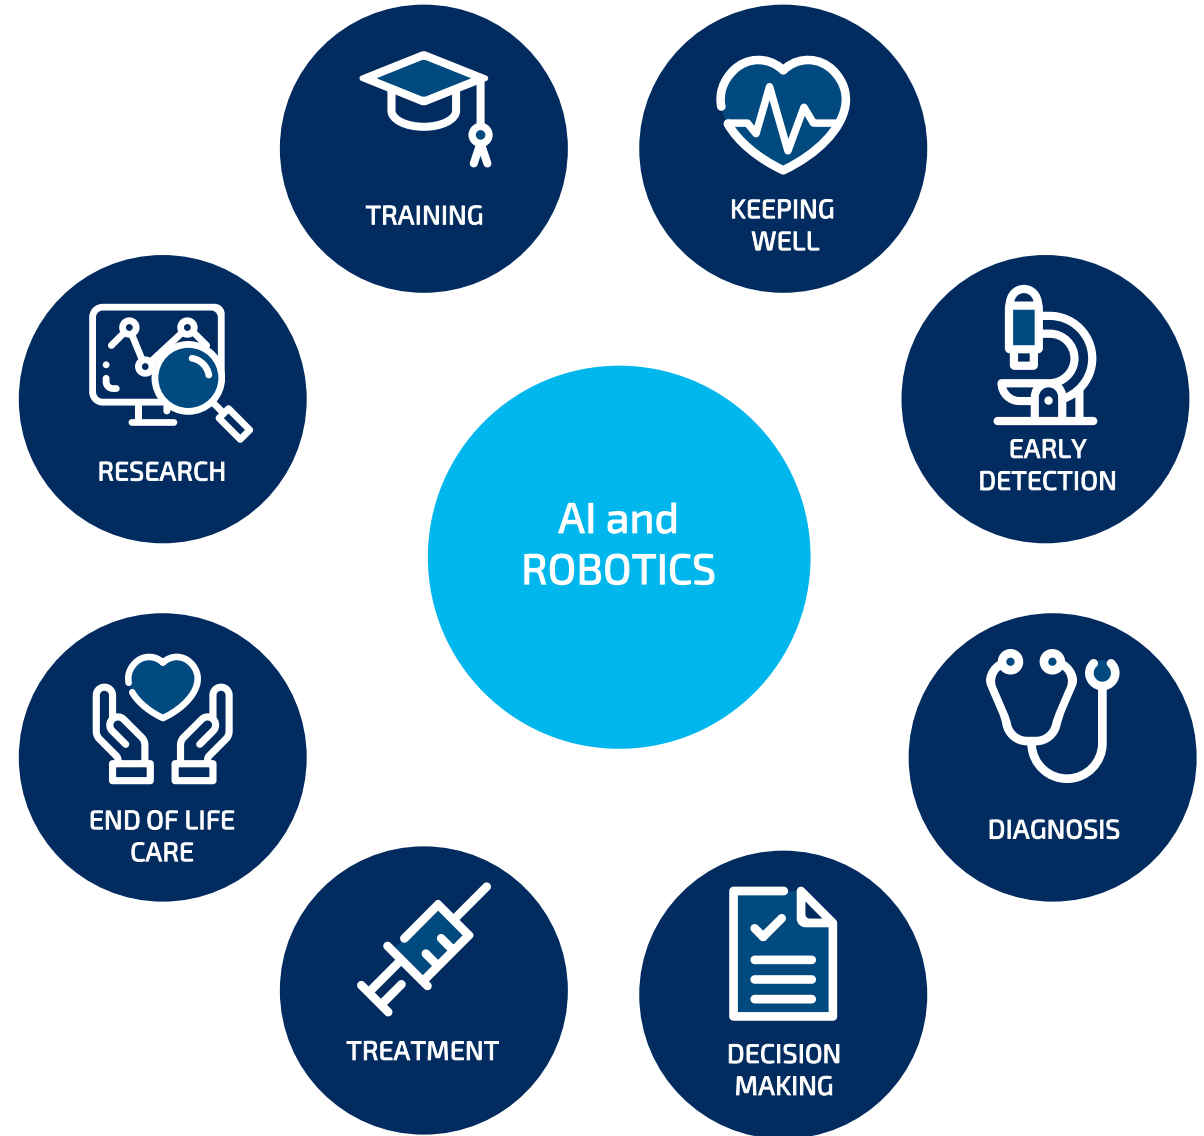 TRAINING
KEEPING
WELL
RESEARCH
EARLY
DETECTION
AI and
ROBOTICS
END OF LIFE
CARE
DIAGNOSIS
TREATMENT
DECISION
MAKING